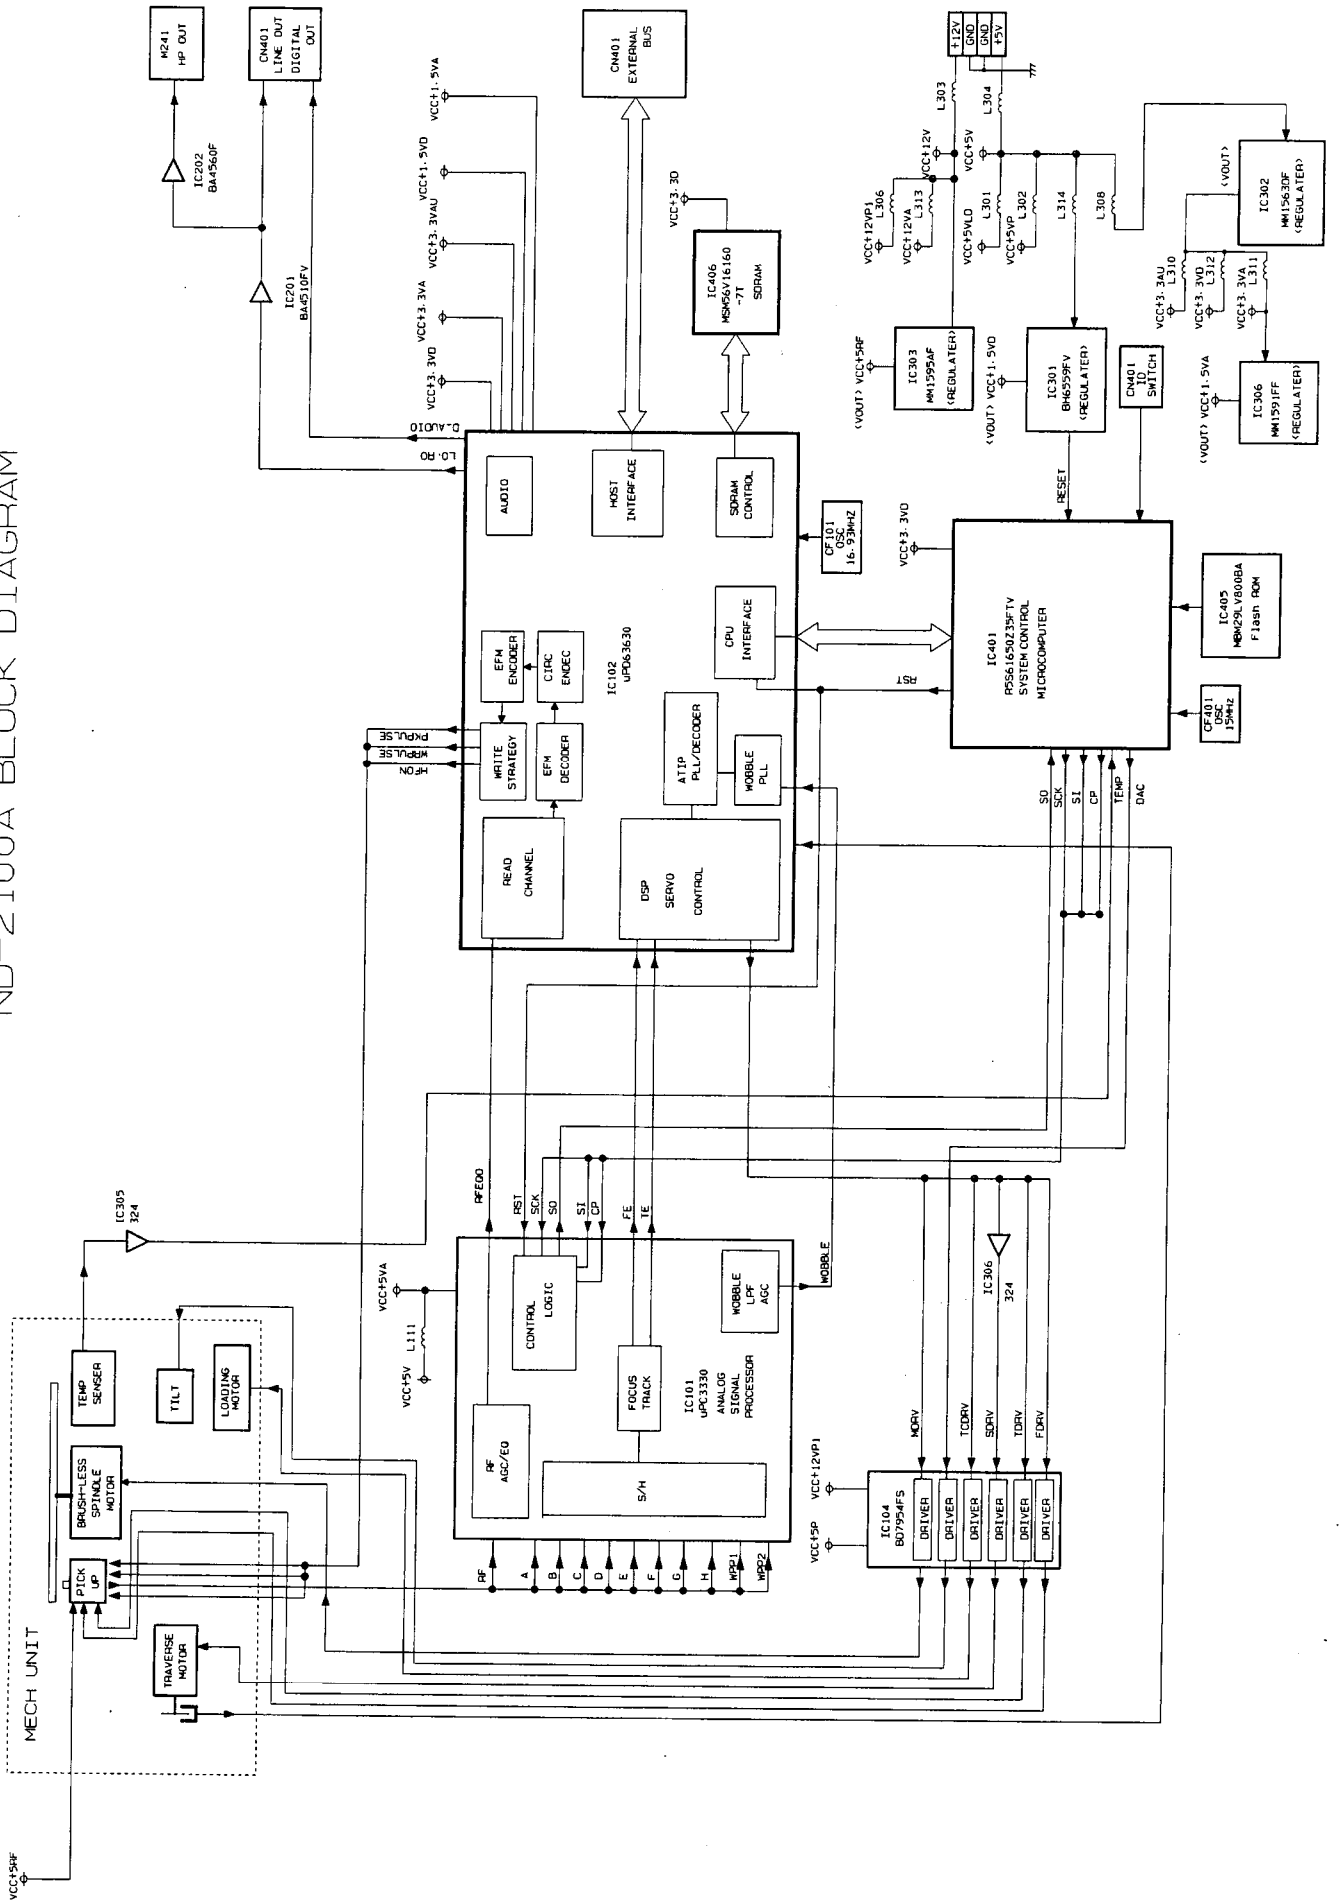 ND-2100A BLOCK DIAGRAM
MECH UNIT
VCC+5RF
PICK
UP
BRUSH-LESS
SPINDLE
MOTOR
TEMP
SENSER
TRAVERSE
MOTOR
TILT
LOADING
MOTOR
IC305
324
M241
HP OUT
CN401
LINE OUT
DIGITAL
OUT
IC202
BA4560F
IC201
BA4510FV
VCC+3.3VD
VCC+3.3VA
VCC+3.3VAU
VCC+1.5VD
VCC+1.5VA
CN401
EXTERNAL
BUS
LO.RO
D-AUDIO
HFON
WRPULSE
PKPULSE
IC102
uPD63630
READ
CHANNEL
WRITE
STRATEGY
EFM
ENCODER
EFM
DECODER
CIRC
ENDEC
AUDIO
HOST
INTERFACE
DSP
SERVO
CONTROL
ATIP
PLL/DECODER
WOBBLE
PLL
CPU
INTERFACE
SDRAM
CONTROL
IC406
MSM56V16160
-7T
SDRAM
VCC+3.3D
CF101
OSC
16.93MHZ
VCC+5V
L111
VCC+5VA
RF
A
B
C
D
E
F
G
H
WPP1
WPP2
RF
AGC/EQ
CONTROL
LOGIC
S/H
FOCUS
TRACK
IC101
uPC3330
ANALOG
SIGNAL
PROCESSOR
WOBBLE
LPF
AGC
RFEQO
RST
SCK
SO
SI
CP
FE
TE
WOBBLE
VCC+5P
VCC+12VP1
IC104
BD7954FS
DRIVER
DRIVER
DRIVER
DRIVER
DRIVER
DRIVER
MDRV
TCDRV
SDRV
TDRV
FDRV
IC306
324
RST
VCC+3.3VD
IC401
R5S61650Z35FTV
SYSTEM CONTROL
MICROCOMPUTER
SO
SCK
SI
CP
TEMP
DAC
RESET
CF401
OSC
15MHz
IC405
MBM29LV800BA
Flash ROM
CN401
ID
SWITCH
+12V
GND
GND
+5V
L303
L304
VCC+12V
VCC+5V
VCC+12VP1
L306
VCC+12VA
L313
VCC+5VLD
L301
VCC+5VP
L302
L314
L308
<VOUT> VCC+5RF
IC303
MM1595AF
<REGULATER>
<VOUT> VCC+1.5VD
IC301
BH6559FV
<REGULATER>
<VOUT>
IC302
MM1563DF
<REGULATER>
VCC+3.3AU
L310
VCC+3.3VD
L312
VCC+3.3VA
L311
<VOUT> VCC+1.5VA
IC306
MM1591FF
<REGULATER>